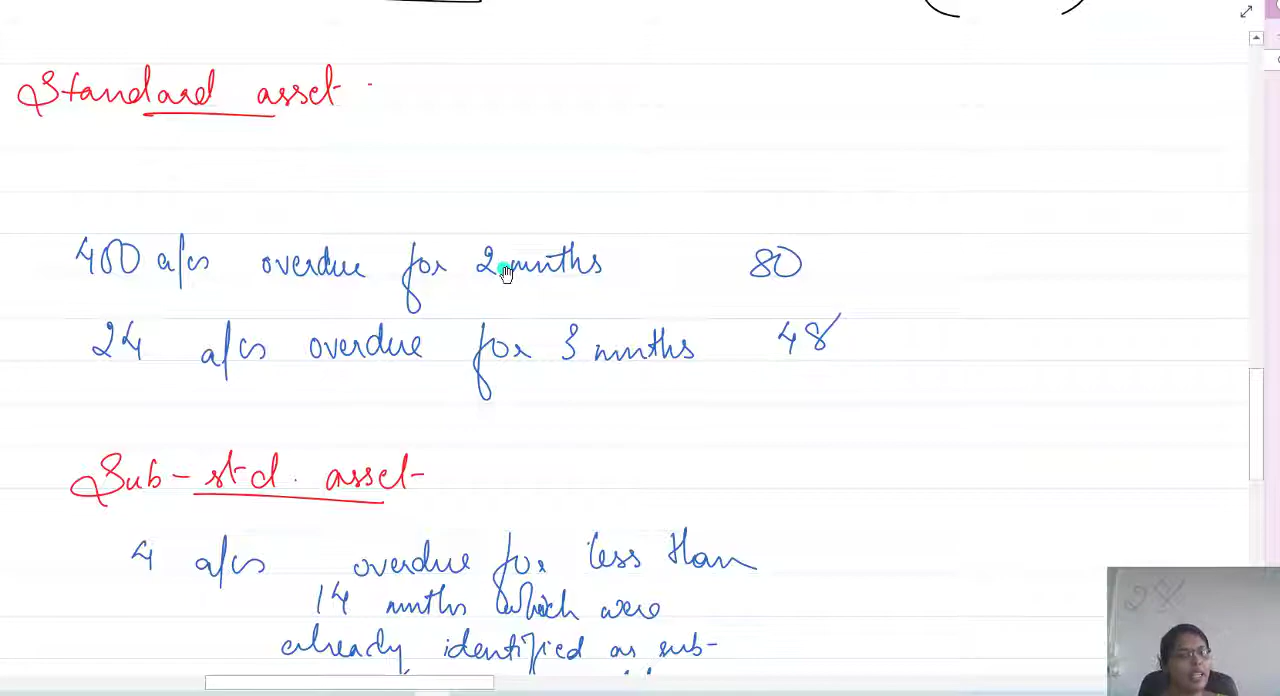 Standard asset
400 a/cs overdue for 2 months 80
24 a/cs overdue for 3 months 48
Sub-std. asset
4 a/cs overdue for less than
14 months which were
already identified as sub-